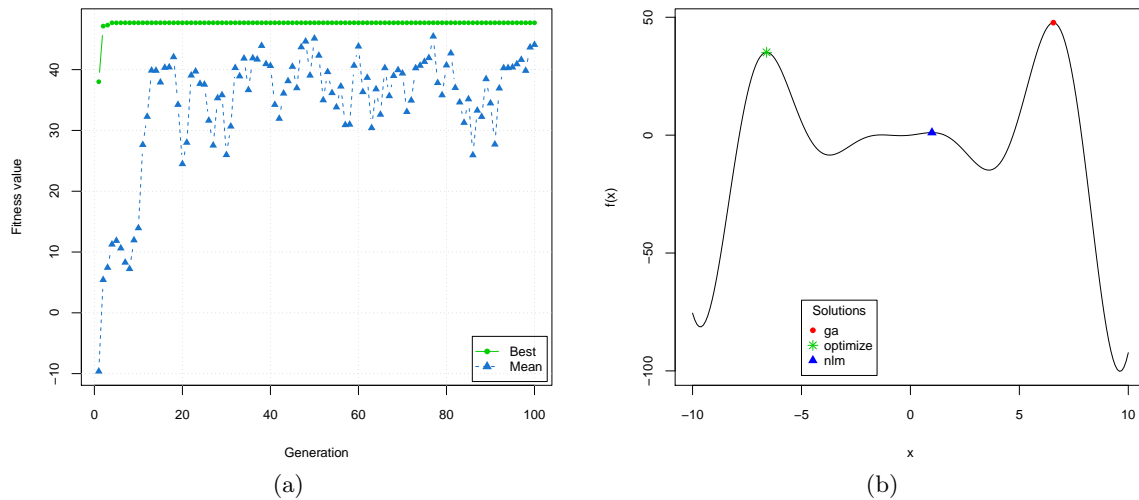 Fitness value
40
30
20
10
0
−10
0
20
40
60
80
100
Generation
Best
Mean
(a)
f(x)
50
0
−50
−100
−10
−5
0
5
10
x
Solutions
ga
optimize
nlm
(b)